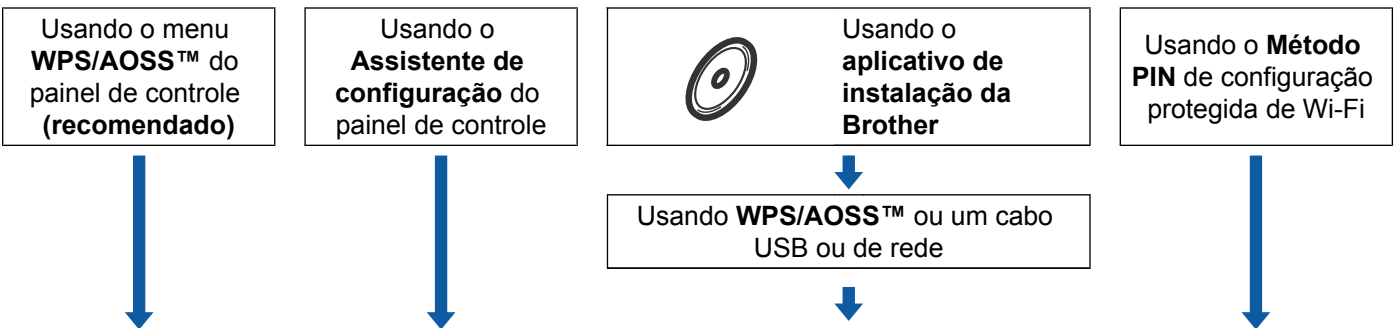 Usando o menu
WPS/AOSS™ do
painel de controle
(recomendado)
Usando o
Assistente de
configuração do
painel de controle
Usando o
aplicativo de
instalação da
Brother
Usando o Método
PIN de configuração
protegida de Wi-Fi
Usando WPS/AOSS™ ou um cabo
USB ou de rede